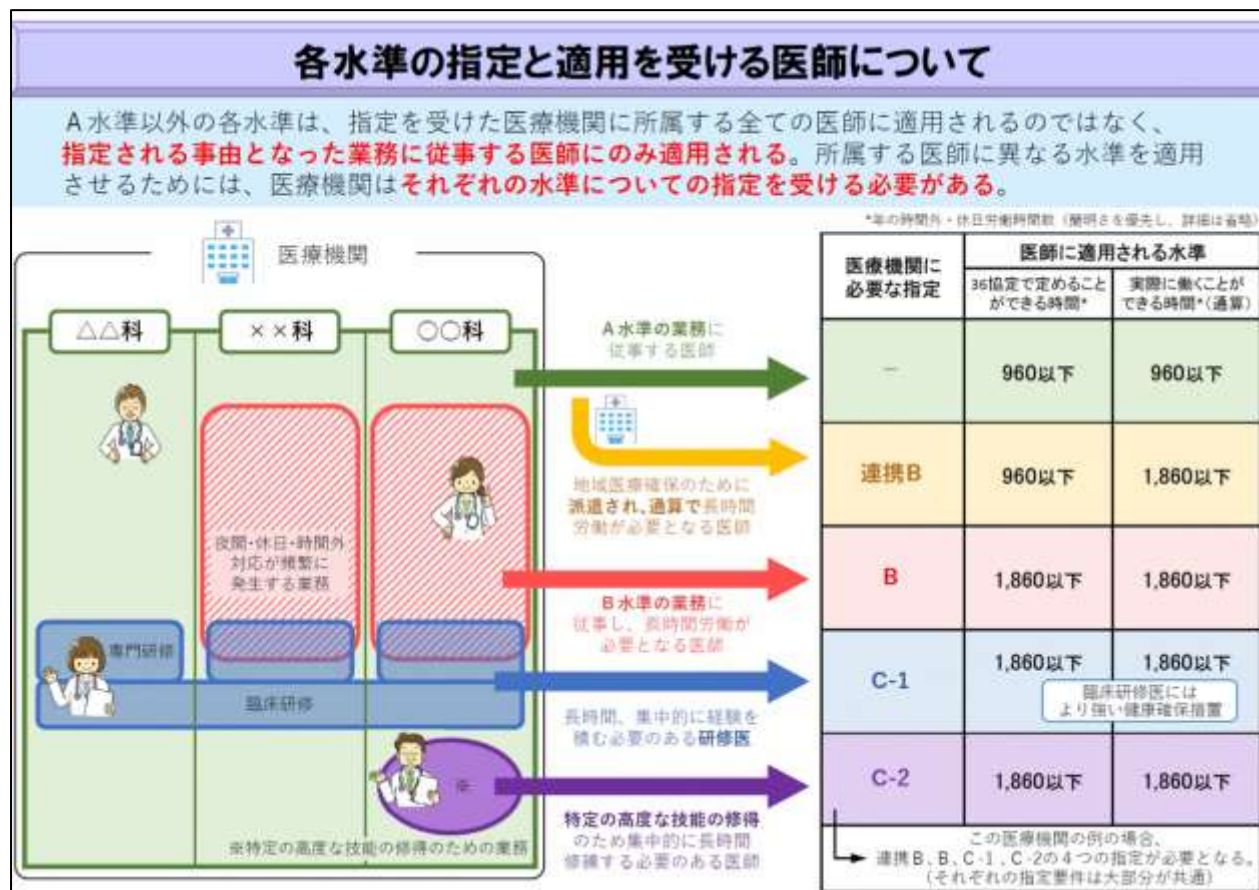 各水準の指定と適用を受ける医師について
A水準以外の各水準は、指定を受けた医療機関に所属する全ての医師に適用されるのではなく、
指定される事由となった業務に従事する医師にのみ適用される。所属する医師に異なる水準を適用
させるためには、医療機関はそれぞれの水準についての指定を受ける必要がある。
*年の時間外・休日労働時間数（簡明さを優先し、詳細は省略）
医療機関
△△科
××科
○○科
夜間・休日・時間外
対応が頻繁に
発生する業務
専門研修
臨床研修
※
※特定の高度な技能の修得のための業務
A水準の業務に
従事する医師
地域医療確保のために
派遣され、通算で長時間
労働が必要となる医師
B水準の業務に
従事し、長時間労働が
必要となる医師
長時間、集中的に経験を
積む必要のある研修医
特定の高度な技能の修得
のため集中的に長時間
修練する必要のある医師
医療機関に
必要な指定
医師に適用される水準
36協定で定めること
ができる時間*
実際に働くことが
できる時間*(通算)
－
960以下
960以下
連携B
960以下
1,860以下
B
1,860以下
1,860以下
C-1
1,860以下
1,860以下
臨床研修医には
より強い健康確保措置
C-2
1,860以下
1,860以下
この医療機関の例の場合、
連携B、B、C-1、C-2の4つの指定が必要となる。
(それぞれの指定要件は大部分が共通)